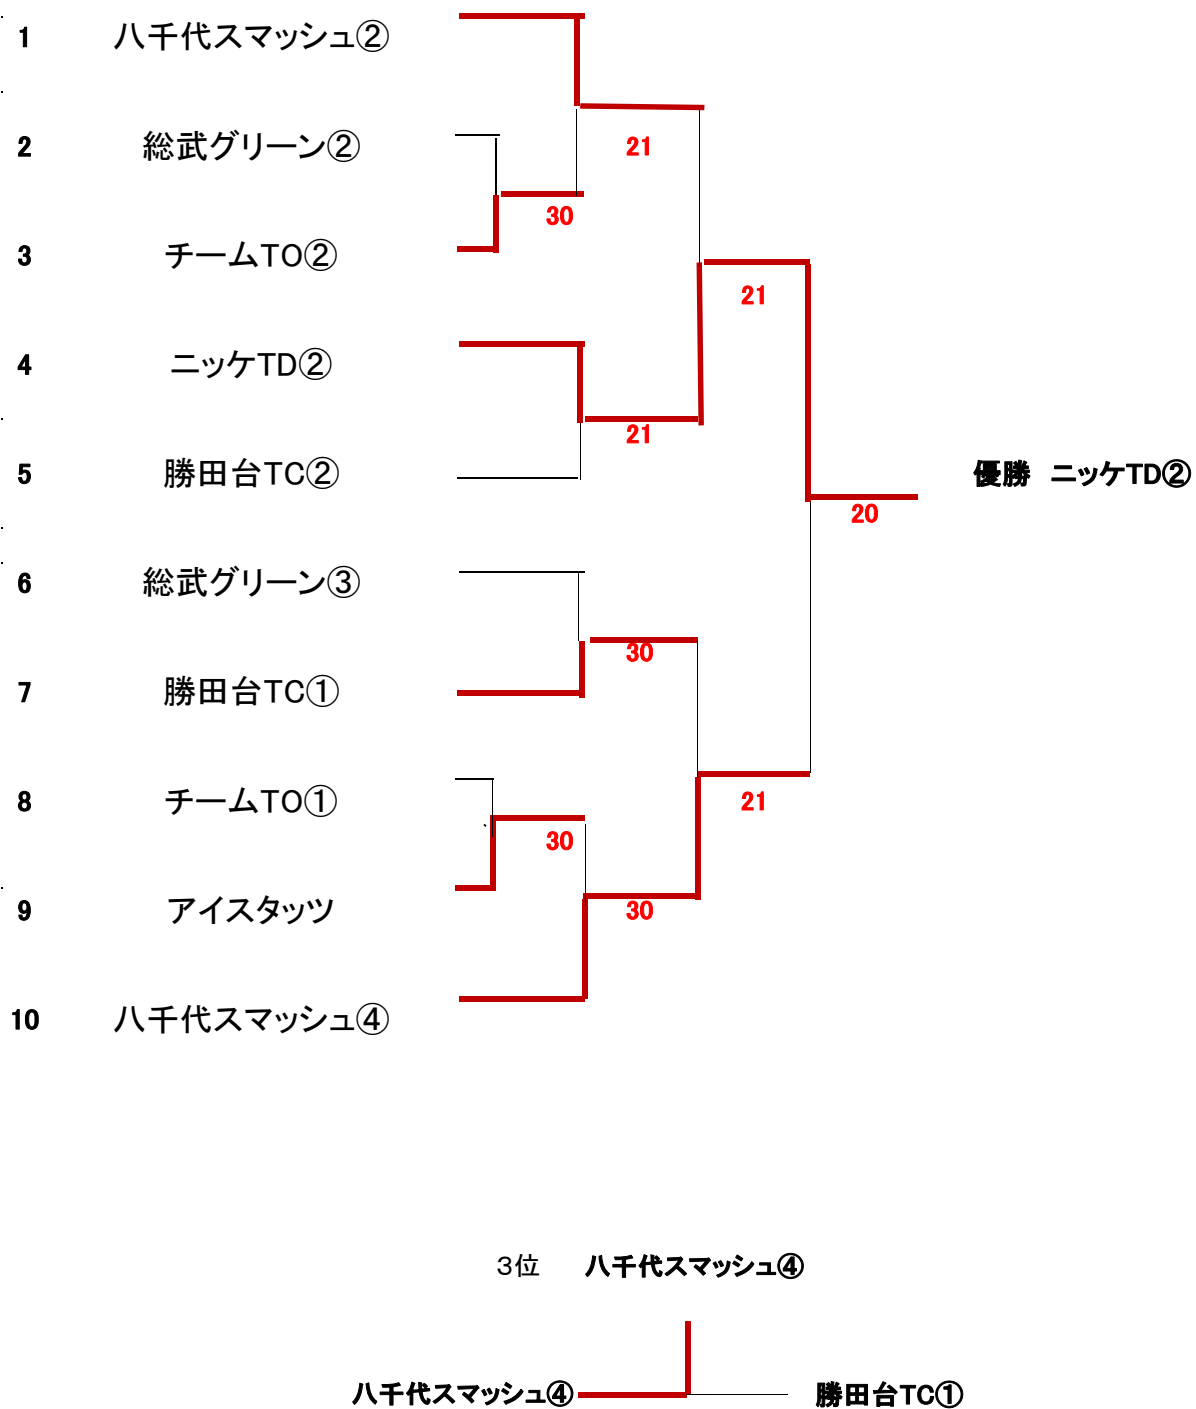 1 八千代スマッシュ②
21
2 総武グリーン②
30
3 チームTO②
21
4 ニッケTD②
21
5 勝田台TC②
優勝 ニッケTD②
20
6 総武グリーン③
30
7 勝田台TC①
8 チームTO①
21
30
9 アイスタッツ
30
10 八千代スマッシュ④
3位 八千代スマッシュ④
八千代スマッシュ④ 勝田台TC①